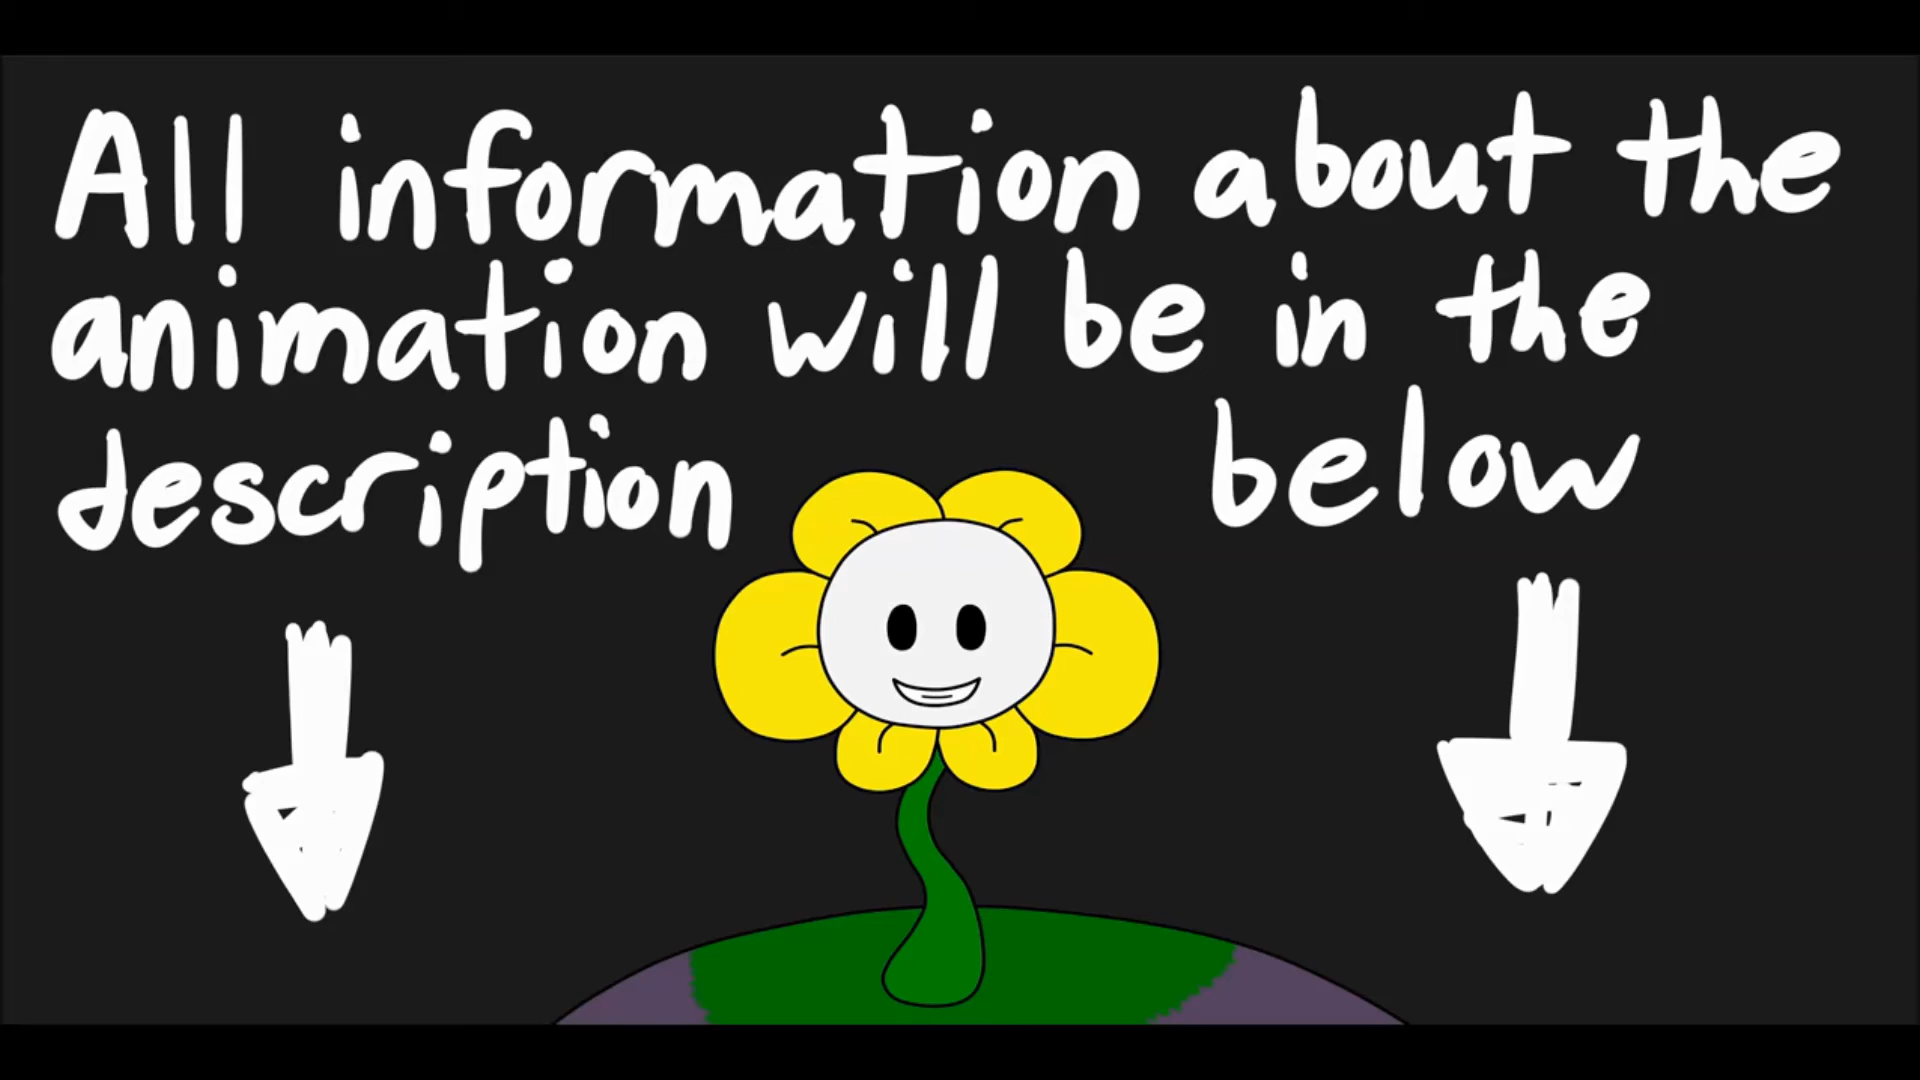 All information about the
animation will be in the
description below